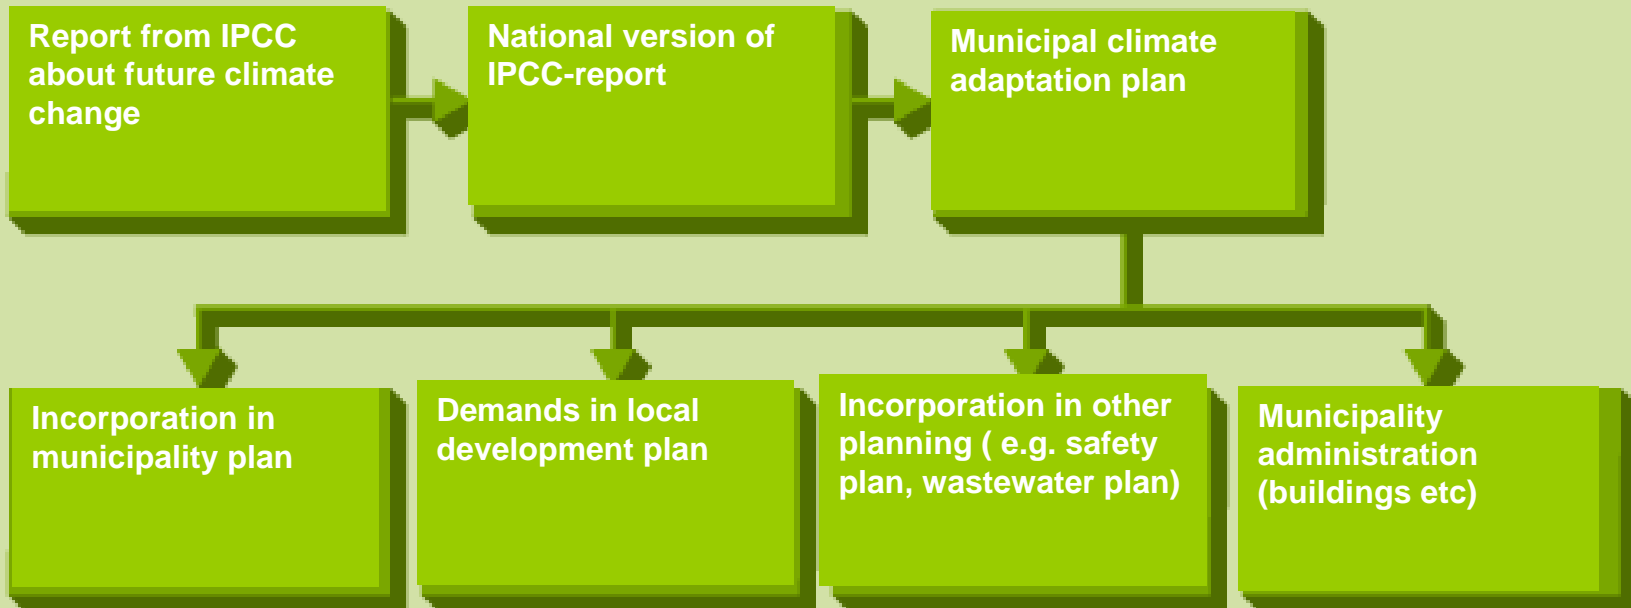 Report from IPCC
about future climate
change
National version of
IPCC-report
Municipal climate
adaptation plan
Incorporation in
municipality plan
Demands in local
development plan
Incorporation in other
planning ( e.g. safety
plan, wastewater plan)
Municipality
administration
(buildings etc)